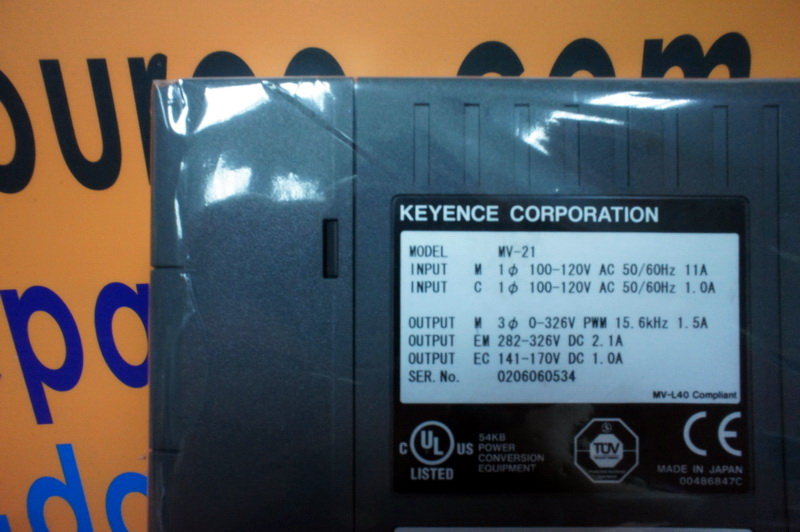 ource.com
epa
KEYENCE CORPORATION
MODEL MV-21
INPUT M 1φ 100-120V AC 50/60Hz 11A
INPUT C 1φ 100-120V AC 50/60Hz 1.0A
OUTPUT M 3φ 0-326V PWM 15.6kHz 1.5A
OUTPUT EM 282-326V DC 2.1A
OUTPUT EC 141-170V DC 1.0A
SER.No. 0206060534
MV-L40 Compliant
C UL US
LISTED
54KB
POWER
CONVERSION
EQUIPMENT
TÜV
CE
MADE IN JAPAN
00486847C